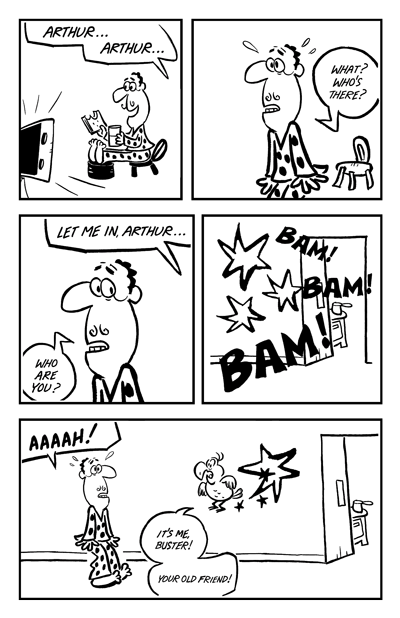 ARTHUR...
ARTHUR...
WHAT?
WHO'S
THERE?
LET ME IN, ARTHUR...
WHO
ARE
YOU?
BAM!
BAM!
BAM!
AAAAH!
IT'S ME,
BUSTER!
YOUR OLD FRIEND!